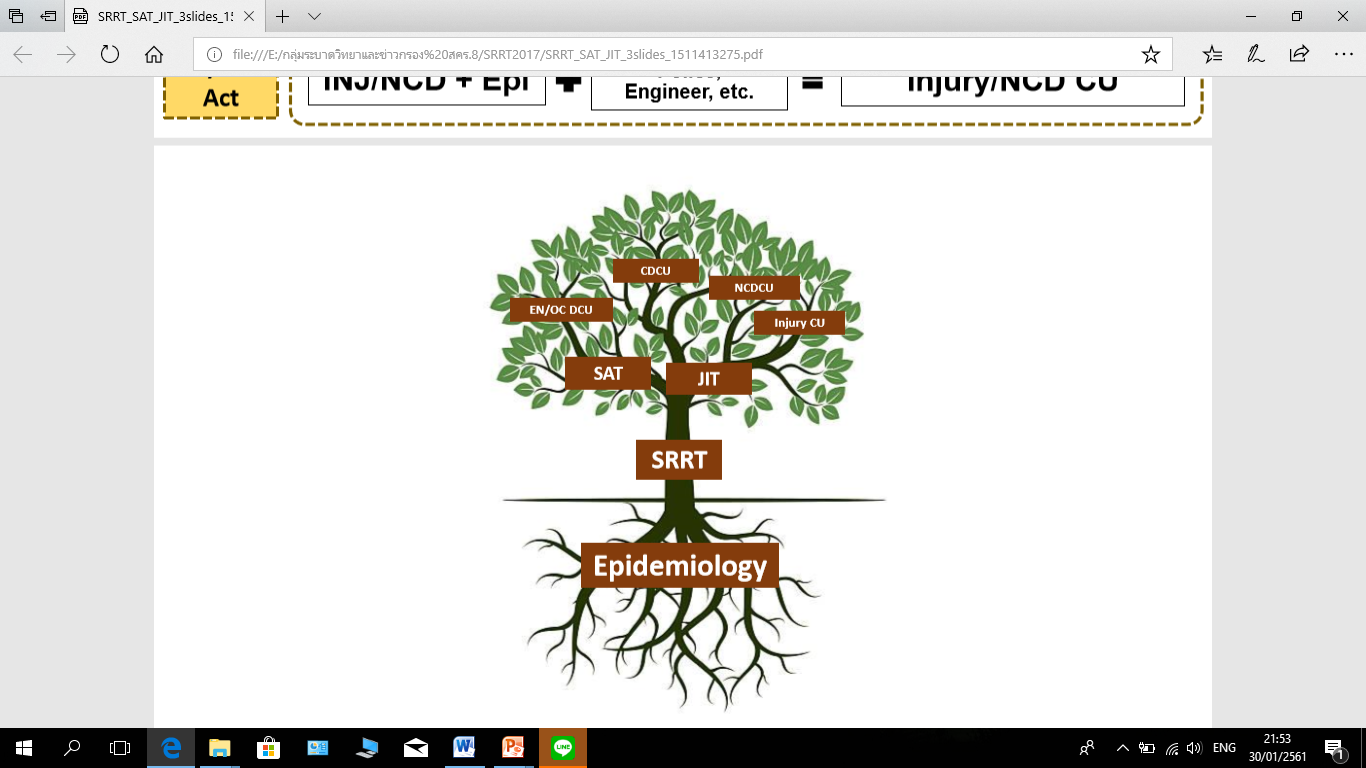 SRRT_SAT_JIT_3slides_15
file:///E:/กลุ่มระบาดวิทยาและข่าวกรอง%20สคร.8/SRRT2017/SRRT_SAT_JIT_3slides_1511413275.pdf
Act
INJ/NCD + Epi
Police,
Engineer, etc.
Injury/NCD CU
CDCU
NCDCU
EN/OC DCU
Injury CU
SAT
JIT
SRRT
Epidemiology
ENG
21:53
30/01/2561
1